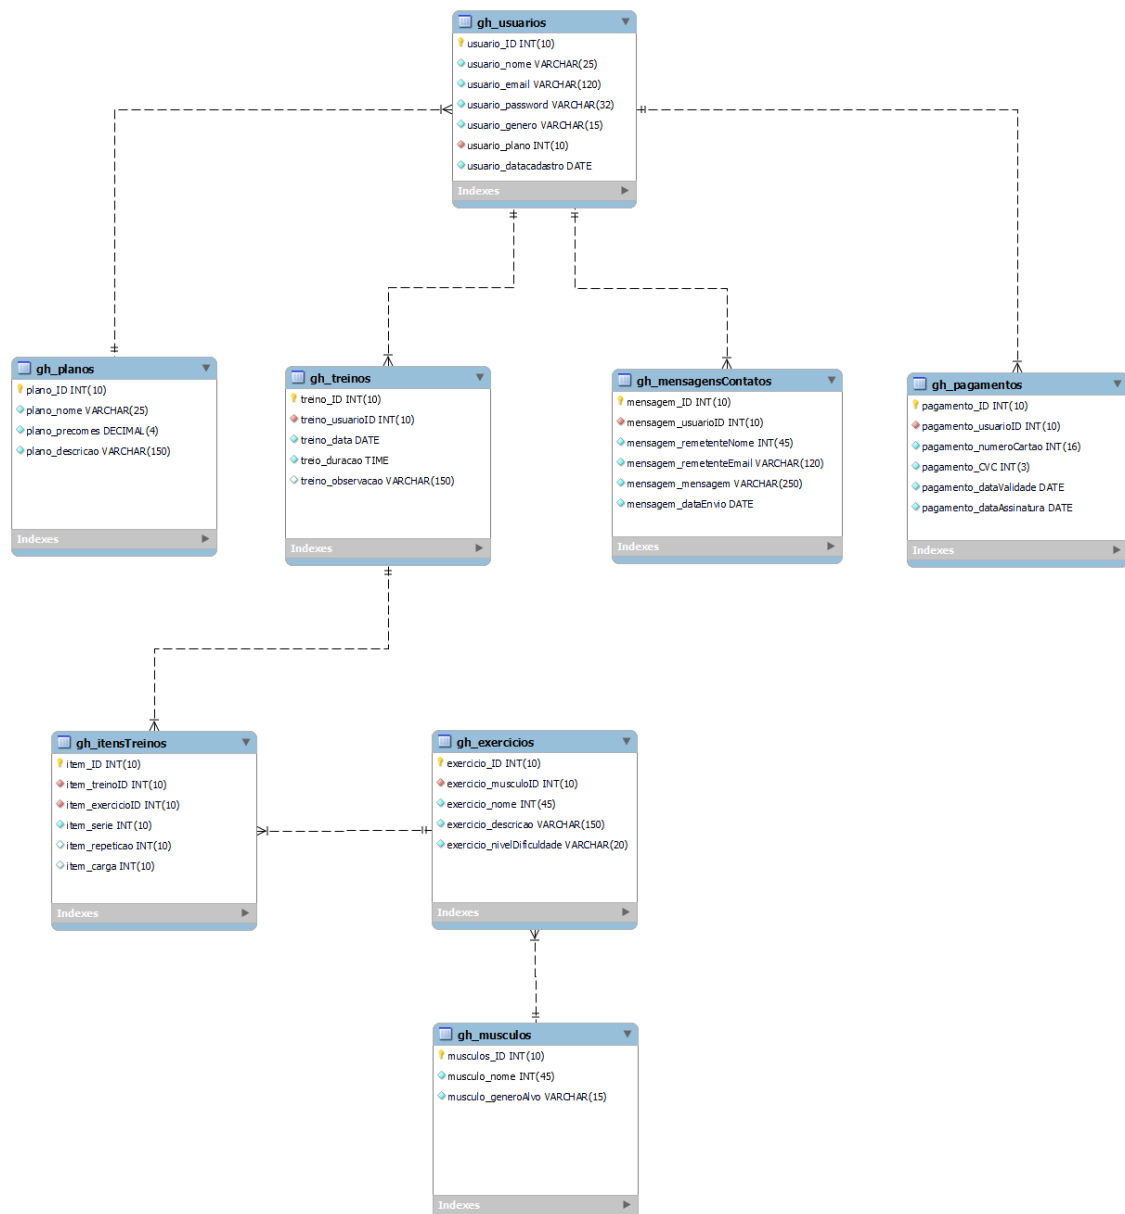 gh_usuarios
usuario_ID INT(10)
usuario_nome VARCHAR(25)
usuario_email VARCHAR(120)
usuario_password VARCHAR(32)
usuario_genero VARCHAR(15)
usuario_plano INT(10)
usuario_datacadastro DATE
Indexes
gh_planos
plano_ID INT(10)
plano_nome VARCHAR(25)
plano_precomes DECIMAL(4)
plano_descricao VARCHAR(150)
Indexes
gh_treinos
treino_ID INT(10)
treino_usuarioID INT(10)
treino_data DATE
treio_duracao TIME
treino_observacao VARCHAR(150)
Indexes
gh_mensagensContatos
mensagem_ID INT(10)
mensagem_usuarioID INT(10)
mensagem_remetenteNome INT(45)
mensagem_remetenteEmail VARCHAR(120)
mensagem_mensagem VARCHAR(250)
mensagem_dataEnvio DATE
Indexes
gh_pagamentos
pagamento_ID INT(10)
pagamento_usuarioID INT(10)
pagamento_numeroCartao INT(16)
pagamento_CVC INT(3)
pagamento_dataValidade DATE
pagamento_dataAssinatura DATE
Indexes
gh_itensTreinos
item_ID INT(10)
item_treinoID INT(10)
item_exercicioID INT(10)
item_serie INT(10)
item_repeticao INT(10)
item_carga INT(10)
Indexes
gh_exercicios
exercicio_ID INT(10)
exercicio_musculoID INT(10)
exercicio_nome INT(45)
exercicio_descricao VARCHAR(150)
exercicio_nivelDificuldade VARCHAR(20)
Indexes
gh_musculos
musculos_ID INT(10)
musculo_nome INT(45)
musculo_generoAlvo VARCHAR(15)
Indexes